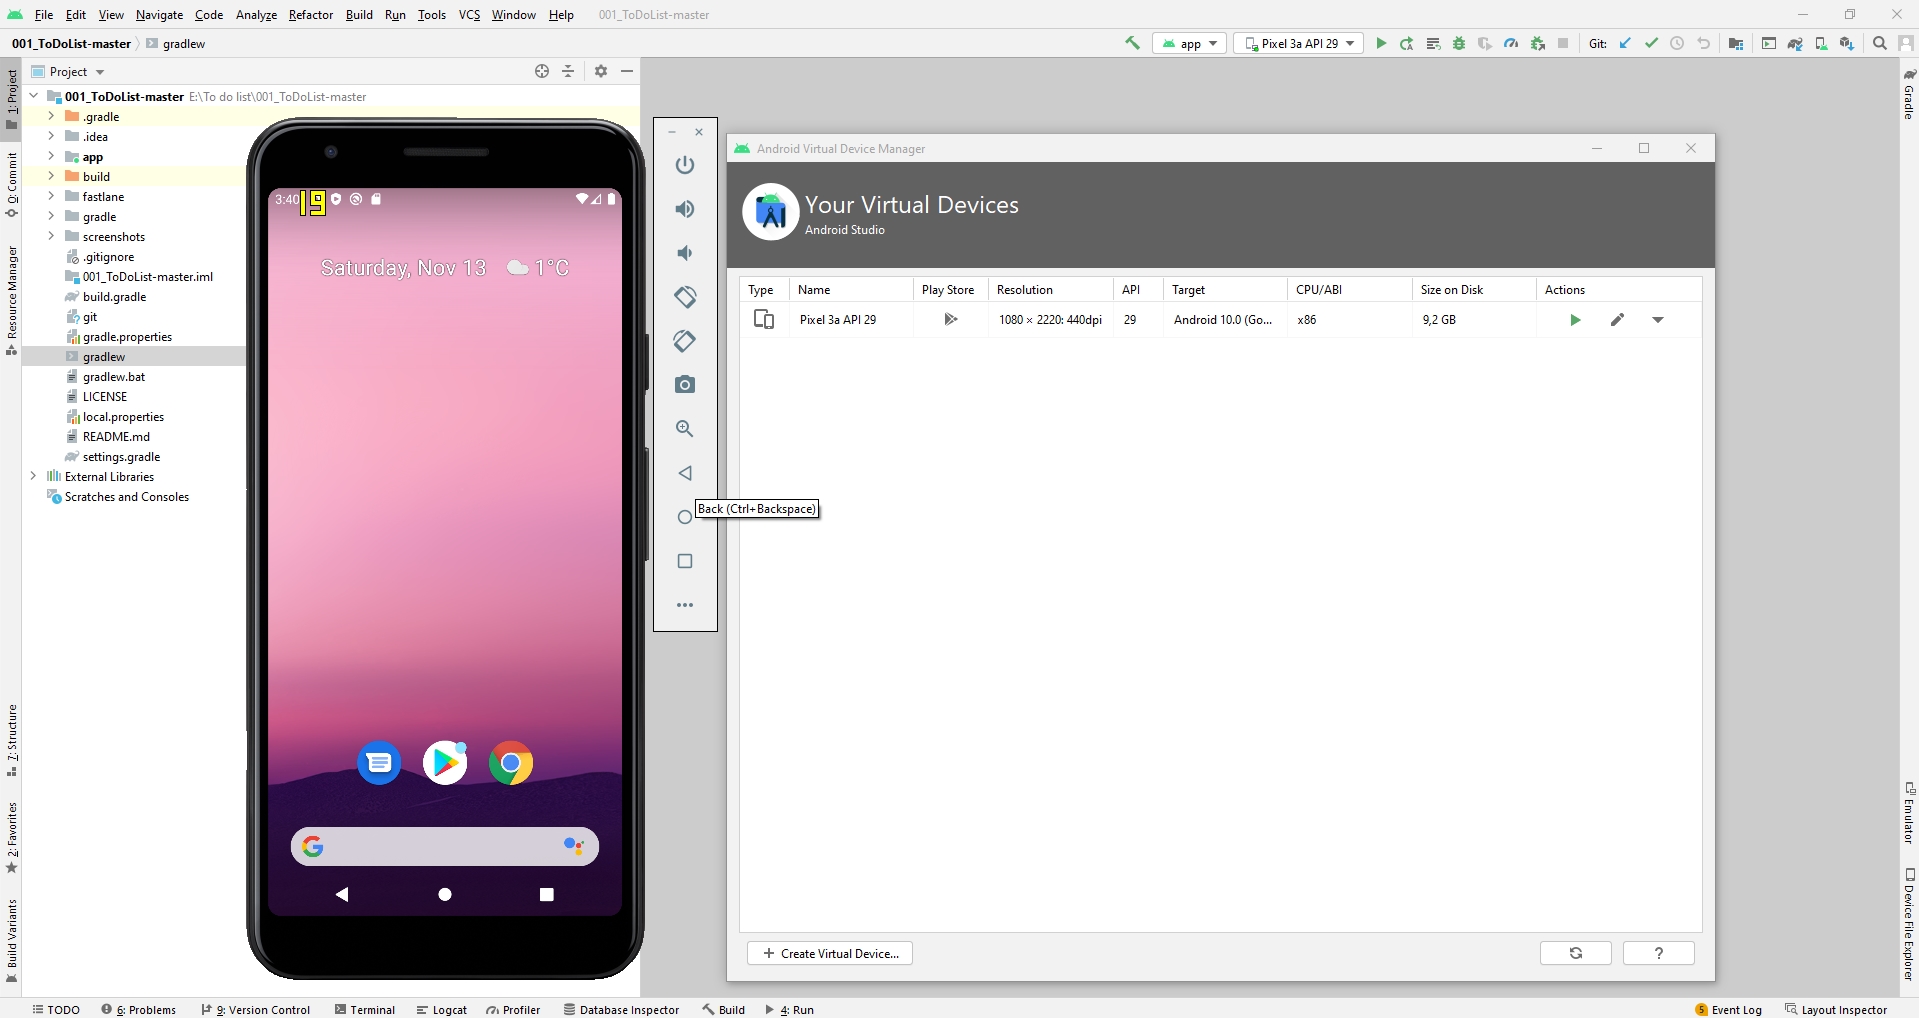 File Edit View Navigate Code Analyze Refactor Build Run Tools VCS Window Help 001_ToDoList-master
001_ToDoList-master gradlew
app Pixel 3a API 29 Git:
Project
001_ToDoList-master E:\To do list\001_ToDoList-master
.gradle
.idea
app
build
fastlane
gradle
screenshots
.gitignore
001_ToDoList-master.iml
build.gradle
git
gradle.properties
gradlew
gradlew.bat
LICENSE
local.properties
README.md
settings.gradle
External Libraries
Scratches and Consoles
1: Project
0: Commit
Resource Manager
7: Structure
2: Favorites
Build Variants
3:40
19
Saturday, Nov 13 1°C
Back (Ctrl+Backspace)
Android Virtual Device Manager
Your Virtual Devices
Android Studio
Type Name Play Store Resolution API Target CPU/ABI Size on Disk Actions
Pixel 3a API 29 1080 × 2220: 440dpi 29 Android 10.0 (Go... x86 9,2 GB
+ Create Virtual Device...
?
Gradle
Emulator
Device File Explorer
TODO 6: Problems 9: Version Control Terminal Logcat Profiler Database Inspector Build 4: Run 5 Event Log Layout Inspector